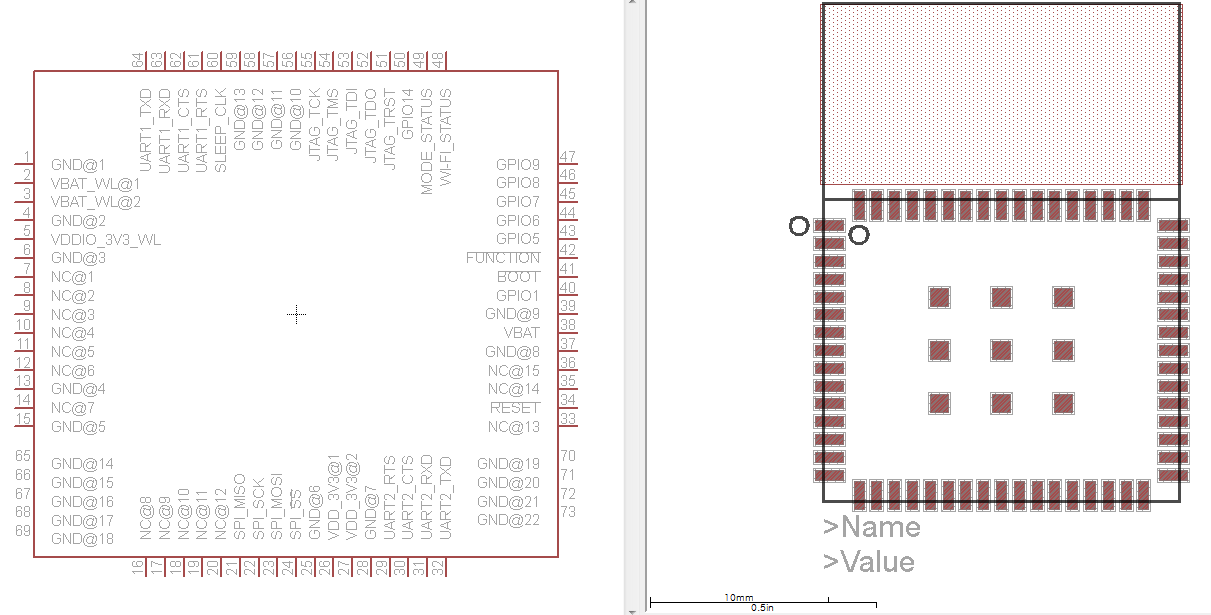 64 63 62 61 60 59 58 57 56 55 54 53 52 51 50 49 48
UART1_TXD
UART1_RXD
UART1_CTS
UART1_RTS
SLEEP_CLK
GND@13
GND@12
GND@11
GND@10
JTAG_TCK
JTAG_TMS
JTAG_TDI
JTAG_TDO
JTAG_TRST
GPIO14
MODE_STATUS
WI-FI_STATUS
1 GND@1
2 VBAT_WL@1
3 VBAT_WL@2
4 GND@2
5 VDDIO_3V3_WL
6 GND@3
7 NC@1
8 NC@2
9 NC@3
10 NC@4
11 NC@5
12 NC@6
13 GND@4
14 NC@7
15 GND@5
65 GND@14
66 GND@15
67 GND@16
68 GND@17
69 GND@18
GPIO9 47
GPIO8 46
GPIO7 45
GPIO6 44
GPIO5 43
FUNCTION 42
BOOT 41
GPIO1 40
GND@9 39
VBAT 38
GND@8 37
NC@15 36
NC@14 35
RESET 34
NC@13 33
GND@19 70
GND@20 71
GND@21 72
GND@22 73
NC@8
NC@9
NC@10
NC@11
NC@12
SPI_MISO
SPI_SCK
SPI_MOSI
SPI_SS
GND@6
VDD_3V3@1
VDD_3V3@2
GND@7
UART2_RTS
UART2_CTS
UART2_RXD
UART2_TXD
16 17 18 19 20 21 22 23 24 25 26 27 28 29 30 31 32
>Name
>Value
10mm
0.5in